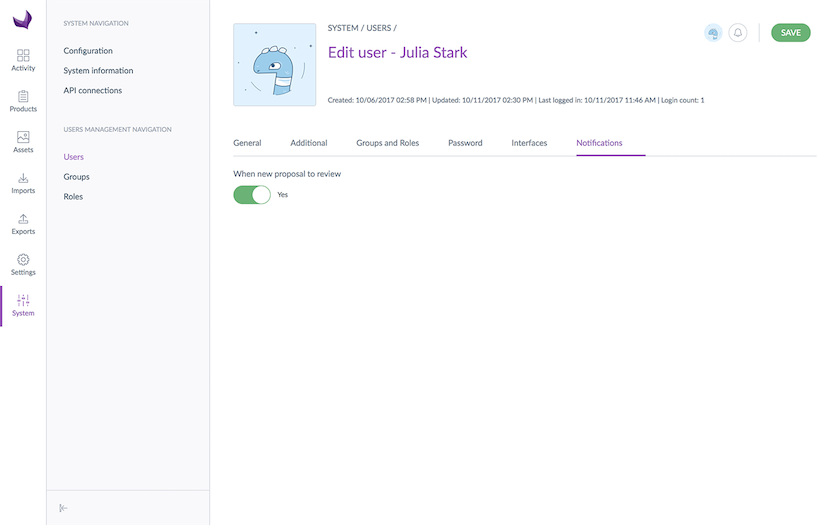 Activity
Products
Assets
Imports
Exports
Settings
System
SYSTEM NAVIGATION
Configuration
System information
API connections
USERS MANAGEMENT NAVIGATION
Users
Groups
Roles
SYSTEM / USERS /
Edit user - Julia Stark
Created: 10/06/2017 02:58 PM | Updated: 10/11/2017 02:30 PM | Last logged in: 10/11/2017 11:46 AM | Login count: 1
SAVE
General Additional Groups and Roles Password Interfaces Notifications
When new proposal to review
Yes